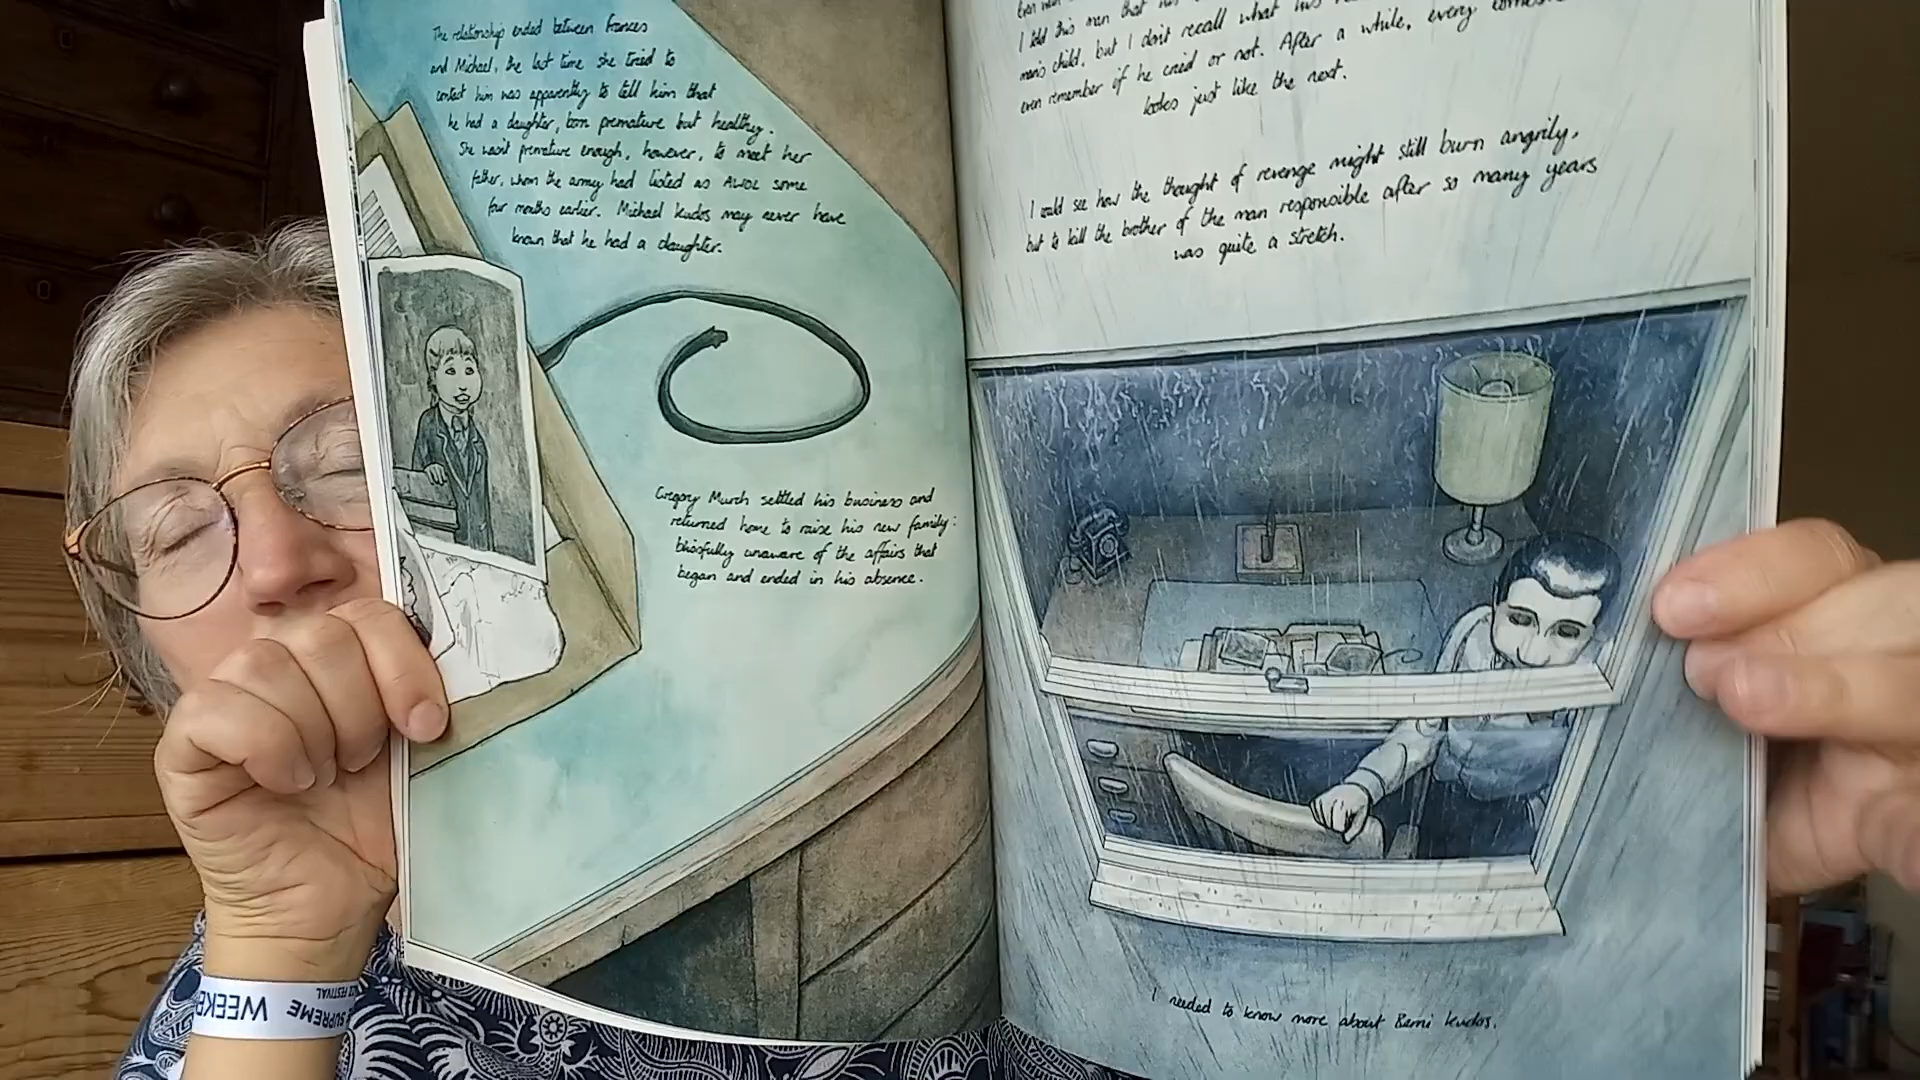 The relationship ended between Frances
and Michael, the last time she tried to
contact him was apparently to tell him that
he had a daughter, born premature but healthy.
She wasn't premature enough, however, to meet her
father, whom the army had listed as AWOL some
four months earlier. Michael Kudos may never have
known that he had a daughter.
Gregory Murch settled his business and
returned home to raise his new family:
blissfully unaware of the affairs that
began and ended in his absence.
I told this man that his
man's child, but I don't recall what his
even remember if he cried or not. After a while, every
looks just like the next.
I could see how the thought of revenge might still burn angrily,
but to kill the brother of the man responsible after so many years
was quite a stretch.
I needed to know more about Bemi Kudos.
WEEKE
SUPREME
FESTIVAL